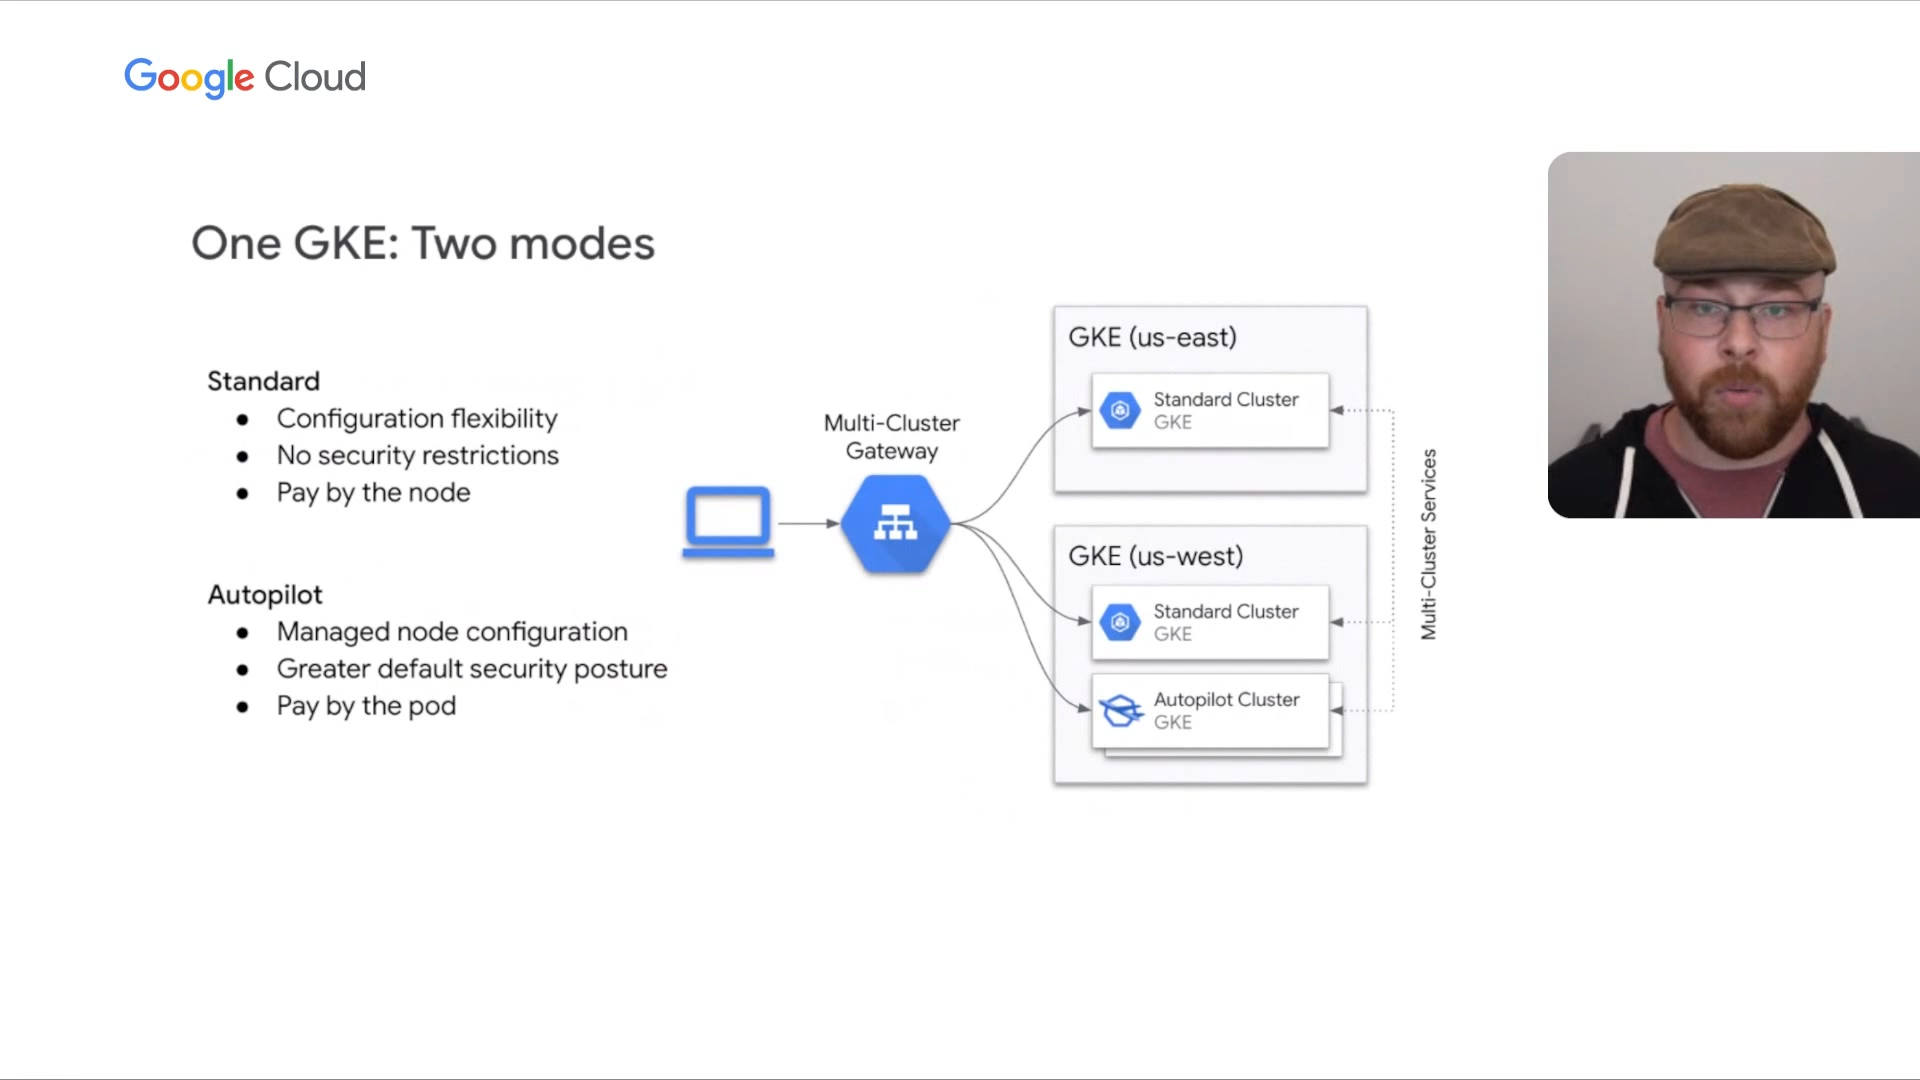 Google Cloud
One GKE: Two modes
Standard
● Configuration flexibility
● No security restrictions
● Pay by the node
Autopilot
● Managed node configuration
● Greater default security posture
● Pay by the pod
Multi-Cluster
Gateway
GKE (us-east)
Standard Cluster
GKE
GKE (us-west)
Standard Cluster
GKE
Autopilot Cluster
GKE
Multi-Cluster Services